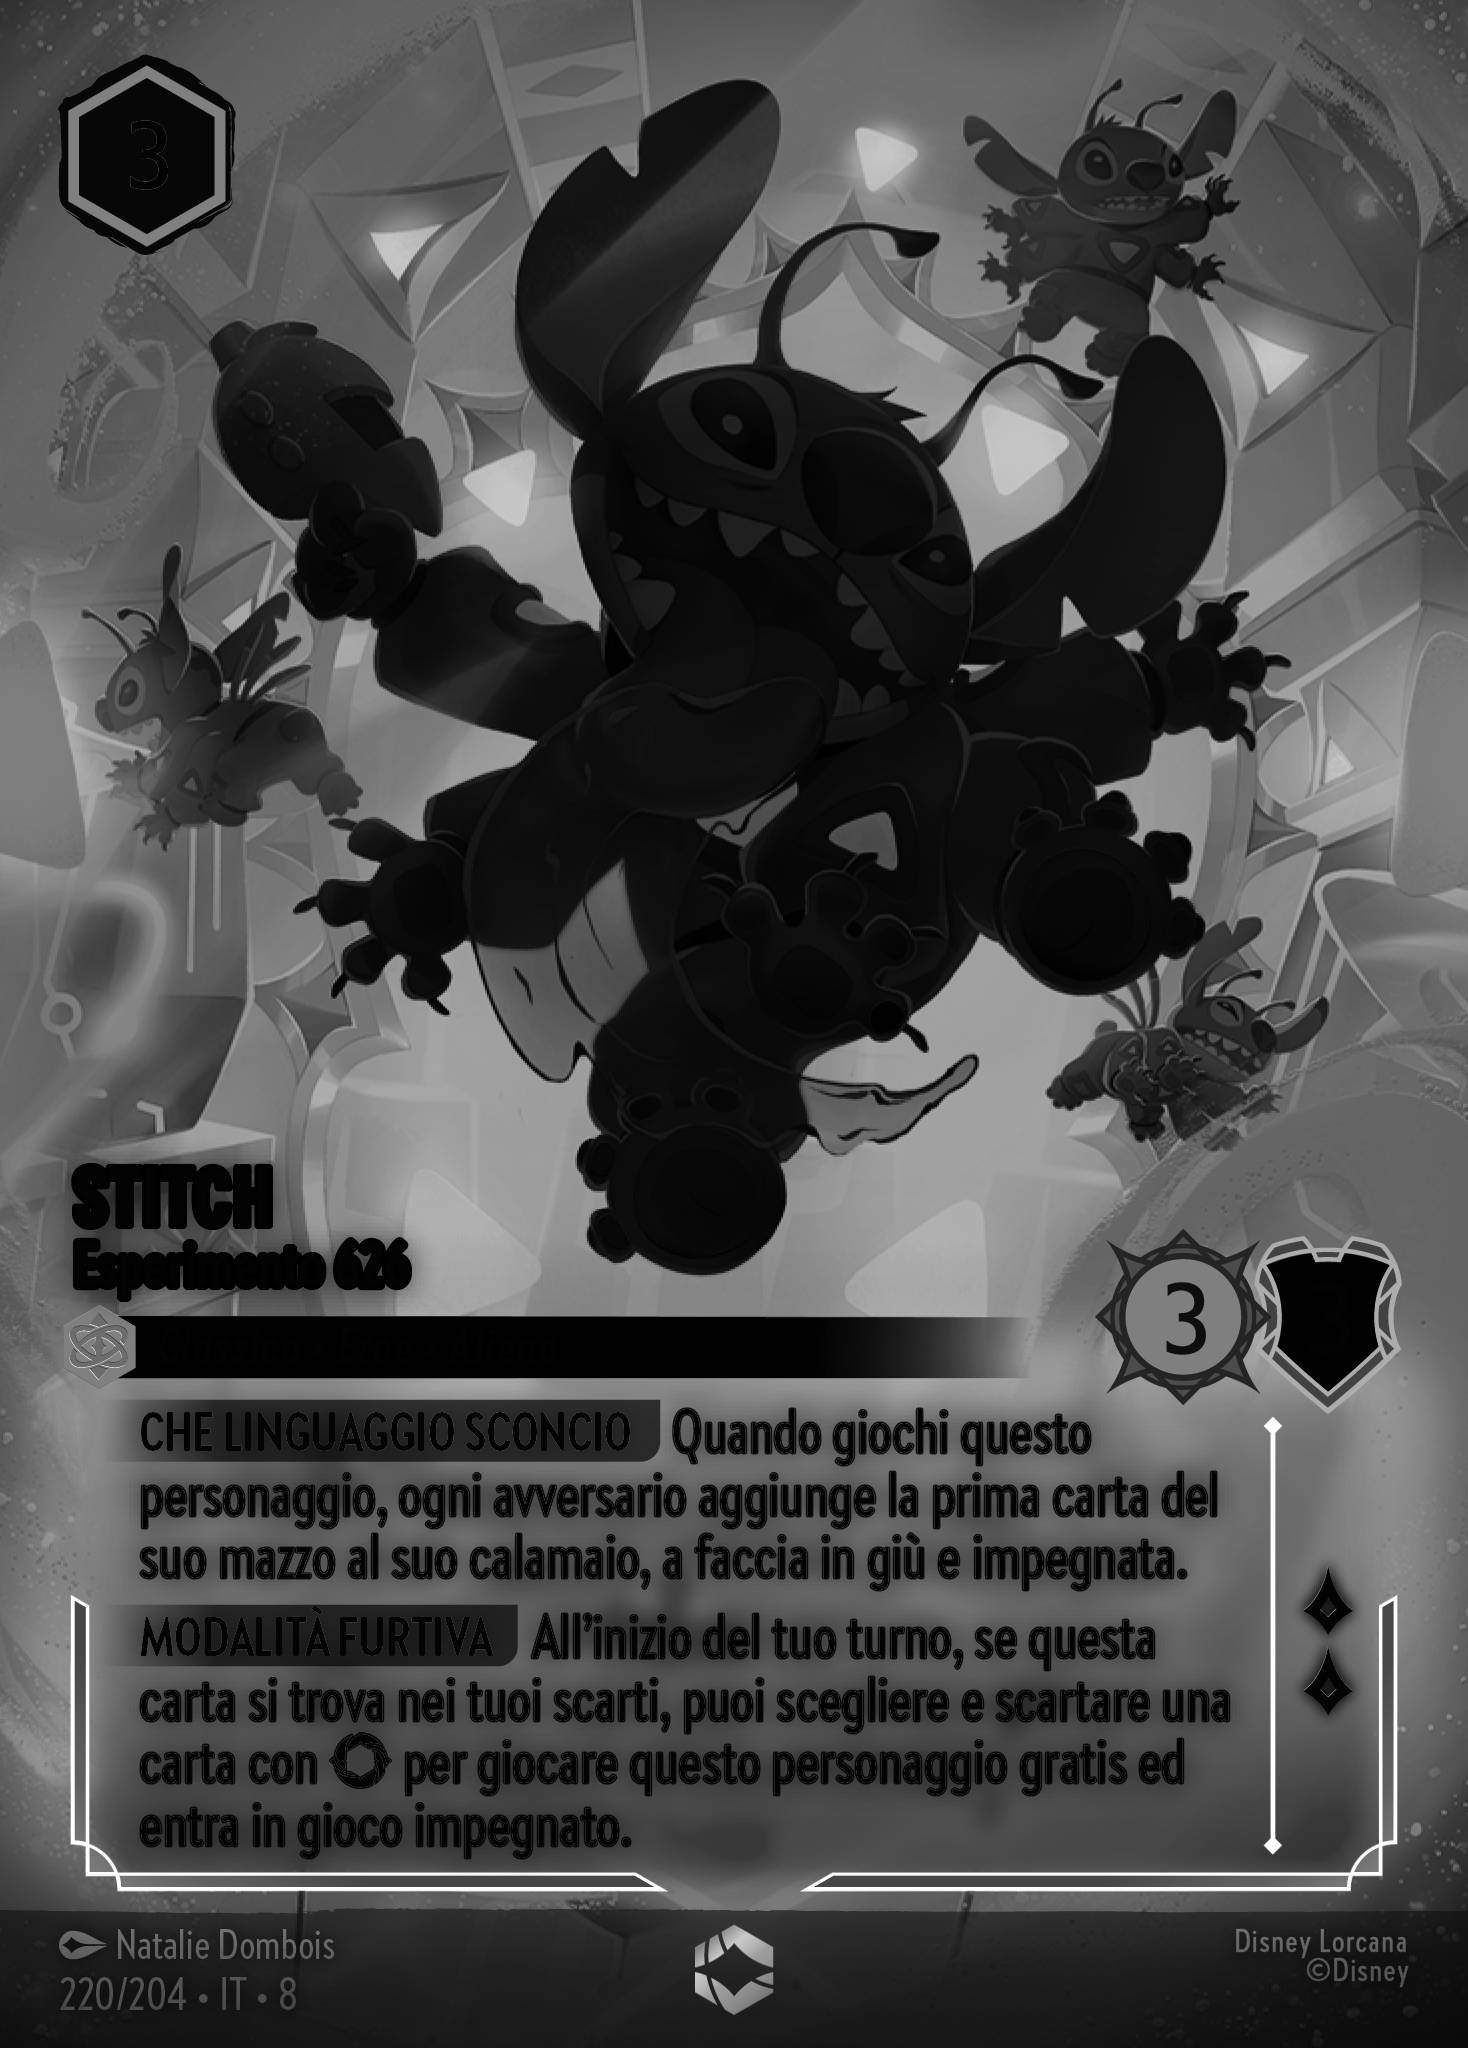 3
STITCH
Esperimento 626
Classico • Eroe • Alieno
3
CHE LINGUAGGIO SCONCIO Quando giochi questo
personaggio, ogni avversario aggiunge la prima carta del
suo mazzo al suo calamaio, a faccia in giù e impegnata.
MODALITÀ FURTIVA All’inizio del tuo turno, se questa
carta si trova nei tuoi scarti, puoi scegliere e scartare una
carta con per giocare questo personaggio gratis ed
entra in gioco impegnato.
Natalie Dombois
220/204 • IT • 8
Disney Lorcana
©Disney